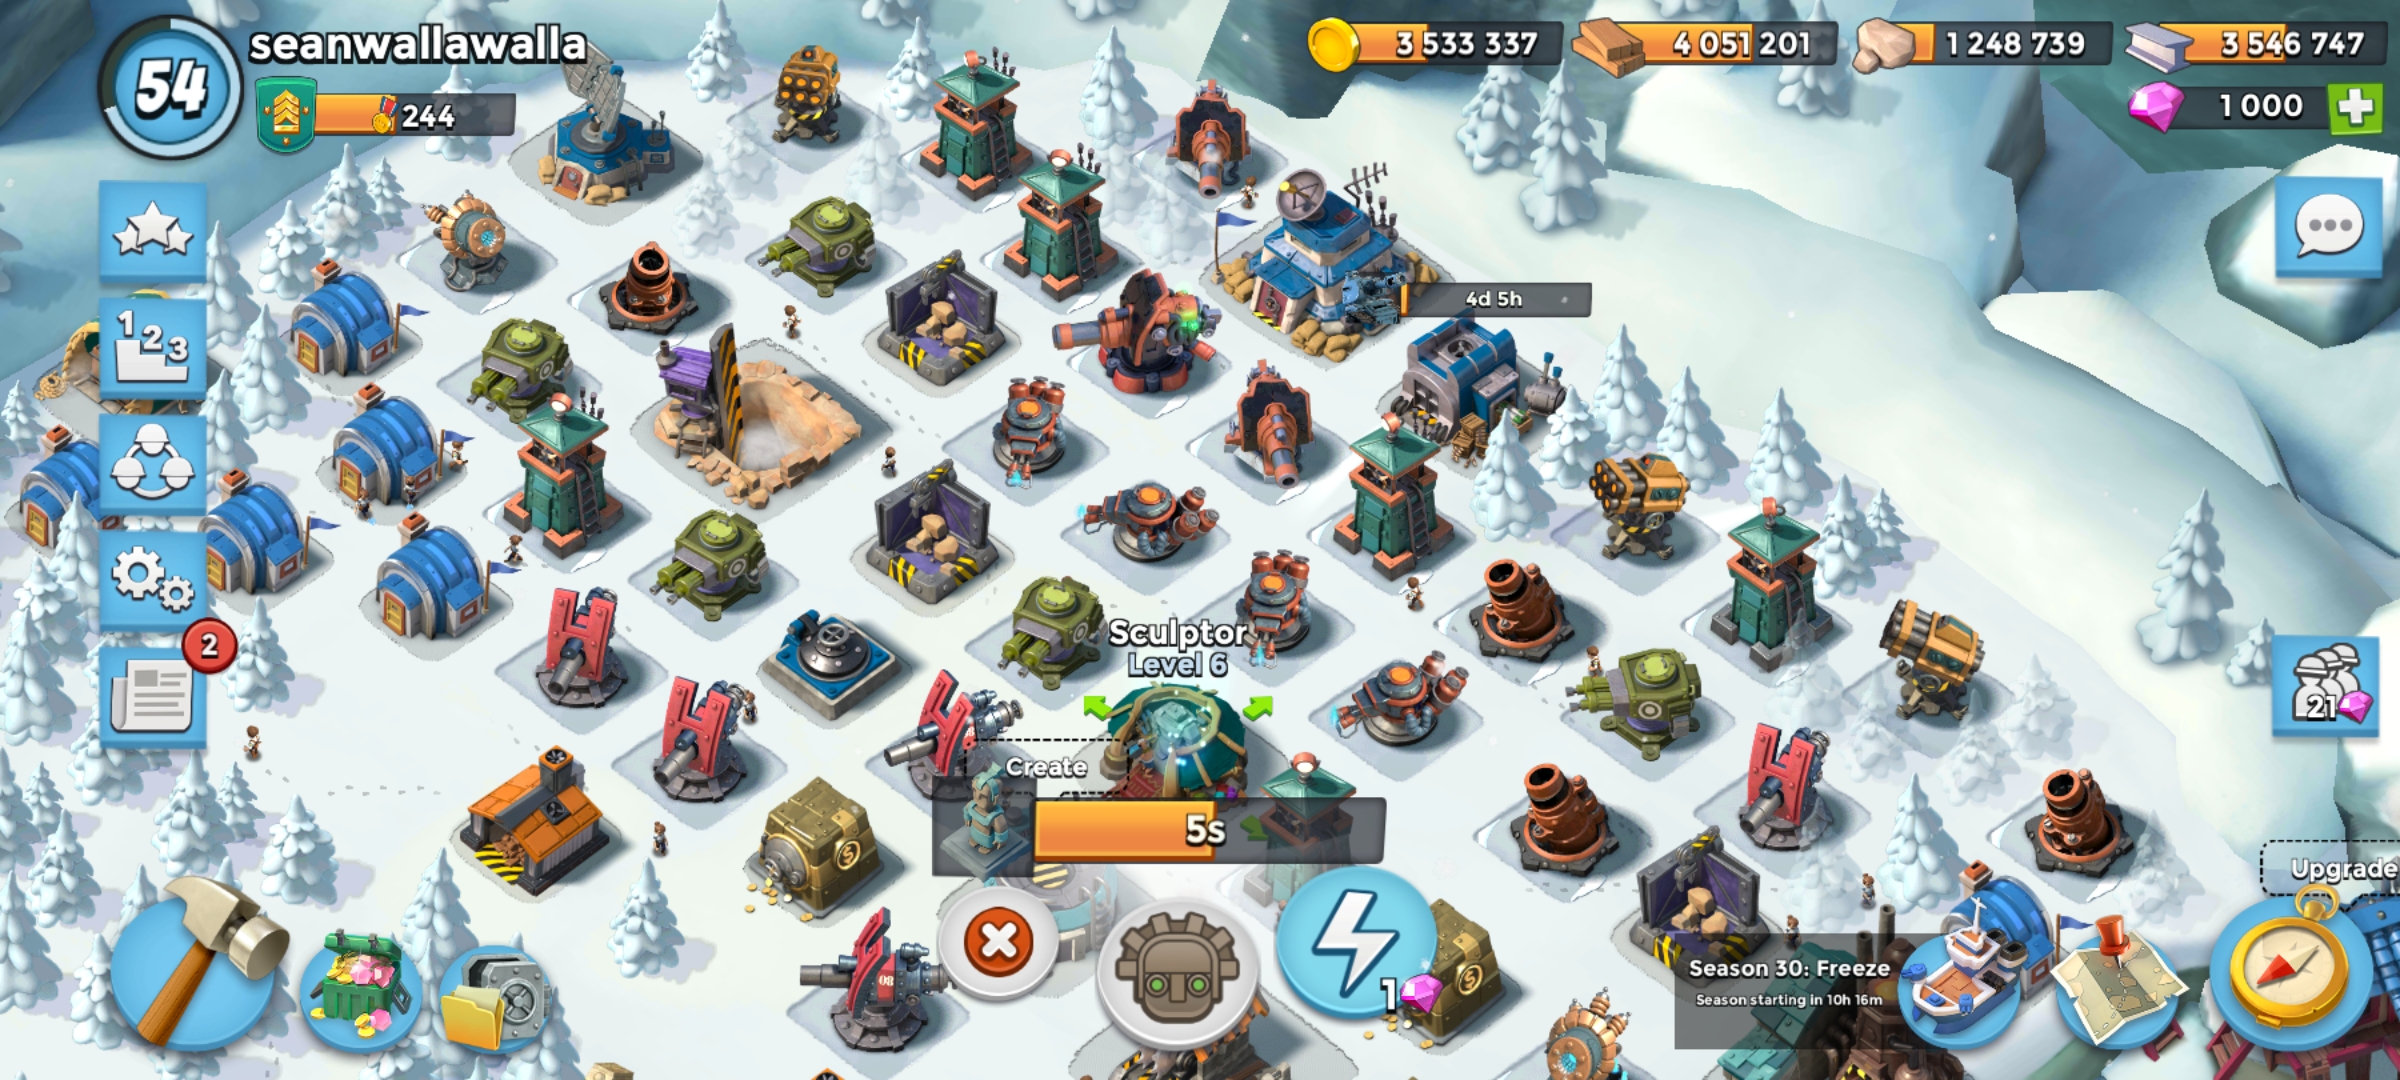 54
seanwallawalla
244
3 533 337
4 051 201
1 248 739
3 546 747
1 000
1 2 3
4d 5h
2
Sculptor
Level 6
Create
5s
1
21
08
Upgrade
Season 30: Freeze
Season starting in 10h 16m